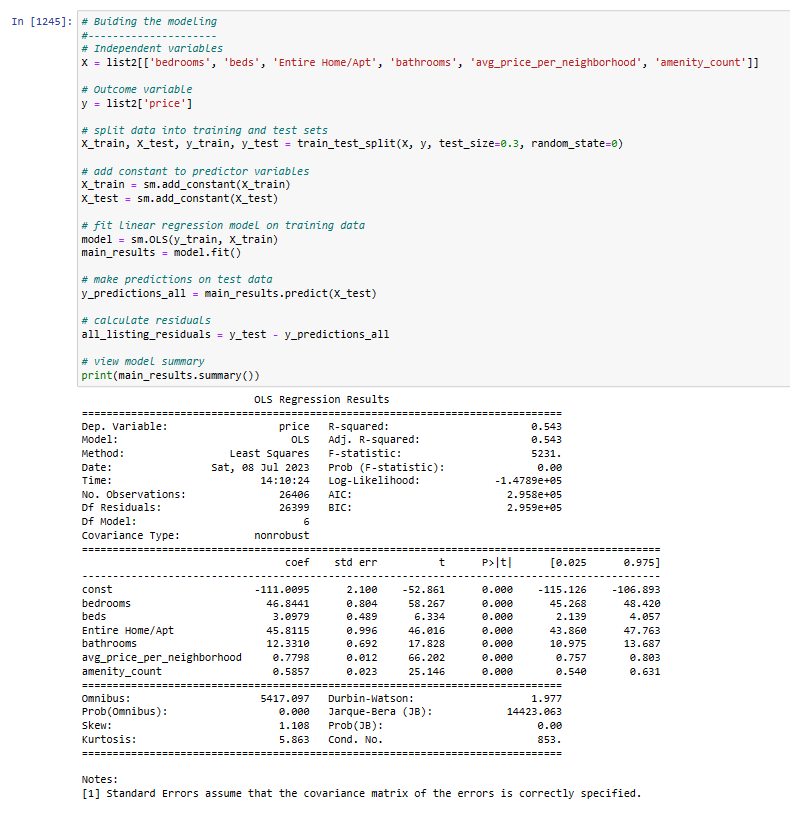 In [1245]: # Buiding the modeling
#---------------------
# Independent variables
X = list2[['bedrooms', 'beds', 'Entire Home/Apt', 'bathrooms', 'avg_price_per_neighborhood', 'amenity_count']]
# Outcome variable
y = list2['price']
# split data into training and test sets
X_train, X_test, y_train, y_test = train_test_split(X, y, test_size=0.3, random_state=0)
# add constant to predictor variables
X_train = sm.add_constant(X_train)
X_test = sm.add_constant(X_test)
# fit linear regression model on training data
model = sm.OLS(y_train, X_train)
main_results = model.fit()
# make predictions on test data
y_predictions_all = main_results.predict(X_test)
# calculate residuals
all_listing_residuals = y_test - y_predictions_all
# view model summary
print(main_results.summary())
OLS Regression Results
==============================================================================
Dep. Variable: price R-squared: 0.543
Model: OLS Adj. R-squared: 0.543
Method: Least Squares F-statistic: 5231.
Date: Sat, 08 Jul 2023 Prob (F-statistic): 0.00
Time: 14:10:24 Log-Likelihood: -1.4789e+05
No. Observations: 26406 AIC: 2.958e+05
Df Residuals: 26399 BIC: 2.959e+05
Df Model: 6
Covariance Type: nonrobust
==============================================================================================
coef std err t P>|t| [0.025 0.975]
----------------------------------------------------------------------------------------------
const -111.0095 2.100 -52.861 0.000 -115.126 -106.893
bedrooms 46.8441 0.804 58.267 0.000 45.268 48.420
beds 3.0979 0.489 6.334 0.000 2.139 4.057
Entire Home/Apt 45.8115 0.996 46.016 0.000 43.860 47.763
bathrooms 12.3310 0.692 17.828 0.000 10.975 13.687
avg_price_per_neighborhood 0.7798 0.012 66.202 0.000 0.757 0.803
amenity_count 0.5857 0.023 25.146 0.000 0.540 0.631
==============================================================================
Omnibus: 5417.097 Durbin-Watson: 1.977
Prob(Omnibus): 0.000 Jarque-Bera (JB): 14423.063
Skew: 1.108 Prob(JB): 0.00
Kurtosis: 5.863 Cond. No. 853.
==============================================================================
Notes:
[1] Standard Errors assume that the covariance matrix of the errors is correctly specified.